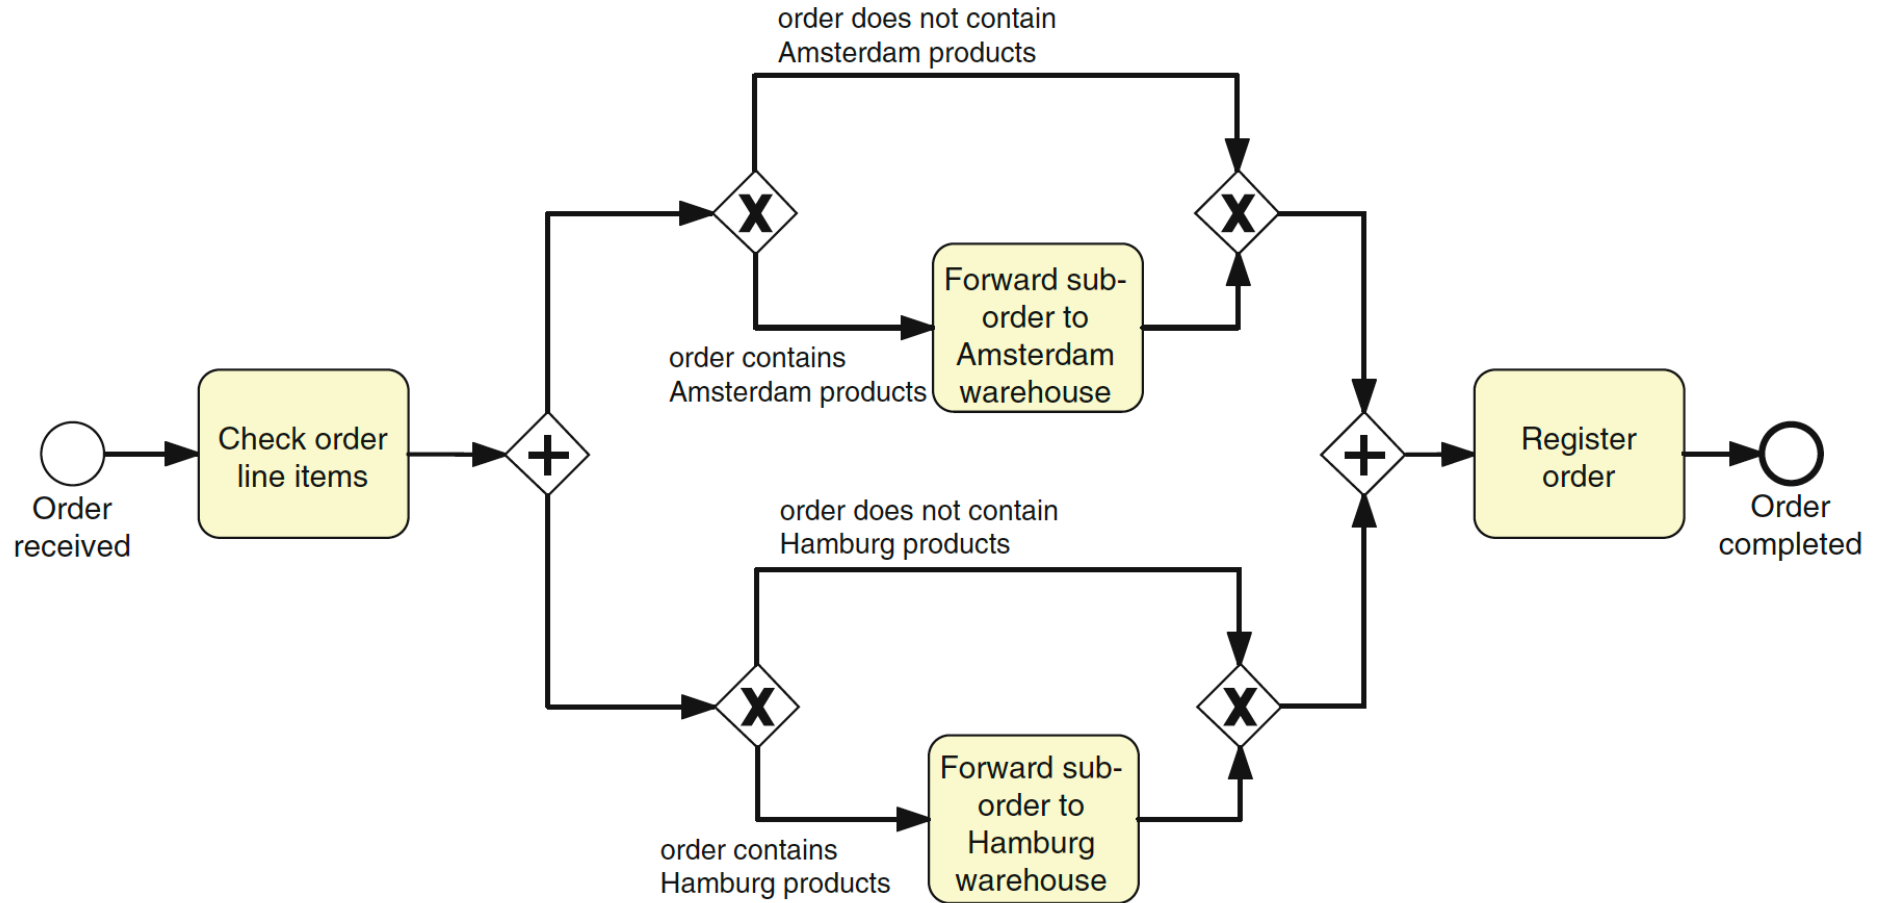 order does not contain
Amsterdam products
X
X
Forward sub-
order to
Amsterdam
warehouse
order contains
Amsterdam products
Check order
line items
Register
order
Order
received
Order
completed
order does not contain
Hamburg products
X
X
Forward sub-
order to
Hamburg
warehouse
order contains
Hamburg products